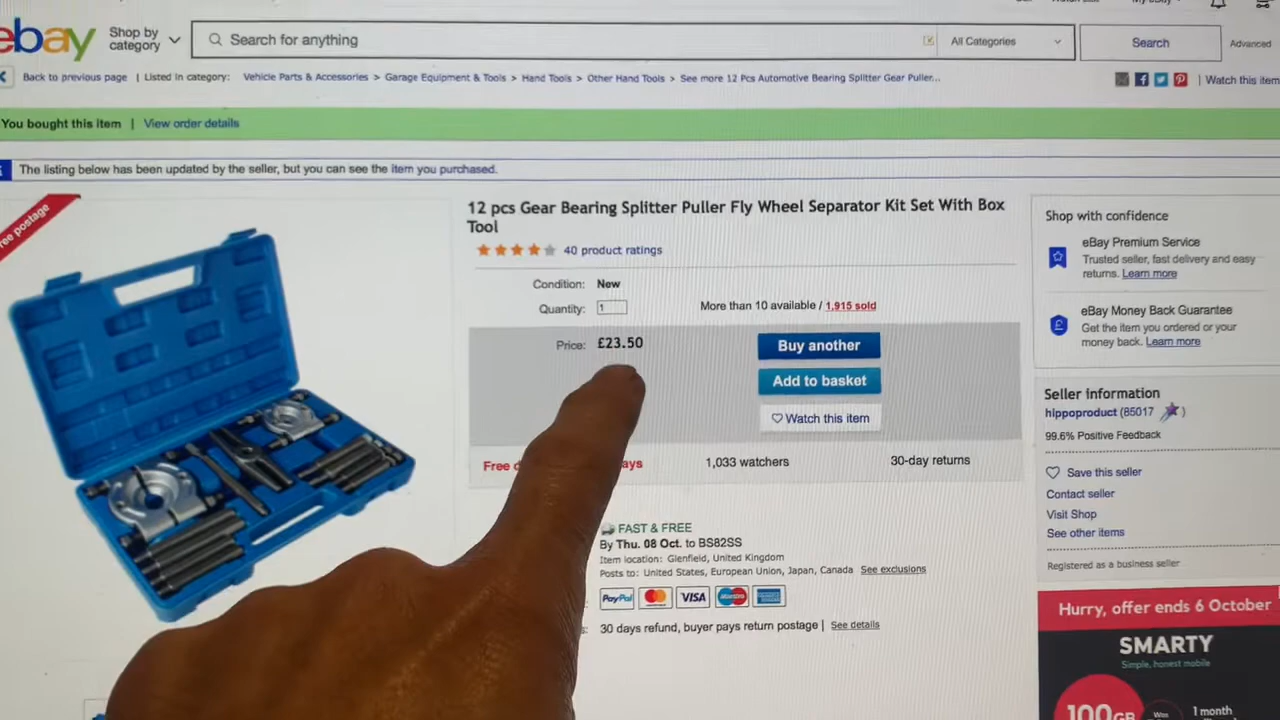 ebay
Shop by category
Search for anything
All Categories
Search
Advanced
Back to previous page | Listed in category: Vehicle Parts & Accessories > Garage Equipment & Tools > Hand Tools > Other Hand Tools > See more 12 Pcs Automotive Bearing Splitter Gear Puller...
| Watch this item
You bought this item | View order details
The listing below has been updated by the seller, but you can see the item you purchased.
ree postage
12 pcs Gear Bearing Splitter Puller Fly Wheel Separator Kit Set With Box
Tool
40 product ratings
Condition: New
Quantity: 1
More than 10 available / 1,915 sold
Price: £23.50
Buy another
Add to basket
Watch this item
Free d
ays
1,033 watchers
30-day returns
FAST & FREE
By Thu. 08 Oct. to BS82SS
Item location: Glenfield, United Kingdom
Posts to: United States, European Union, Japan, Canada See exclusions
PayPal
VISA
30 days refund, buyer pays return postage | See details
Shop with confidence
eBay Premium Service
Trusted seller, fast delivery and easy
returns. Learn more
eBay Money Back Guarantee
Get the item you ordered or your
money back. Learn more
Seller information
hippoproduct (85017 )
99.6% Positive Feedback
Save this seller
Contact seller
Visit Shop
See other items
Registered as a business seller
Hurry, offer ends 6 October
SMARTY
Simple, honest mobile
100GB
1 month